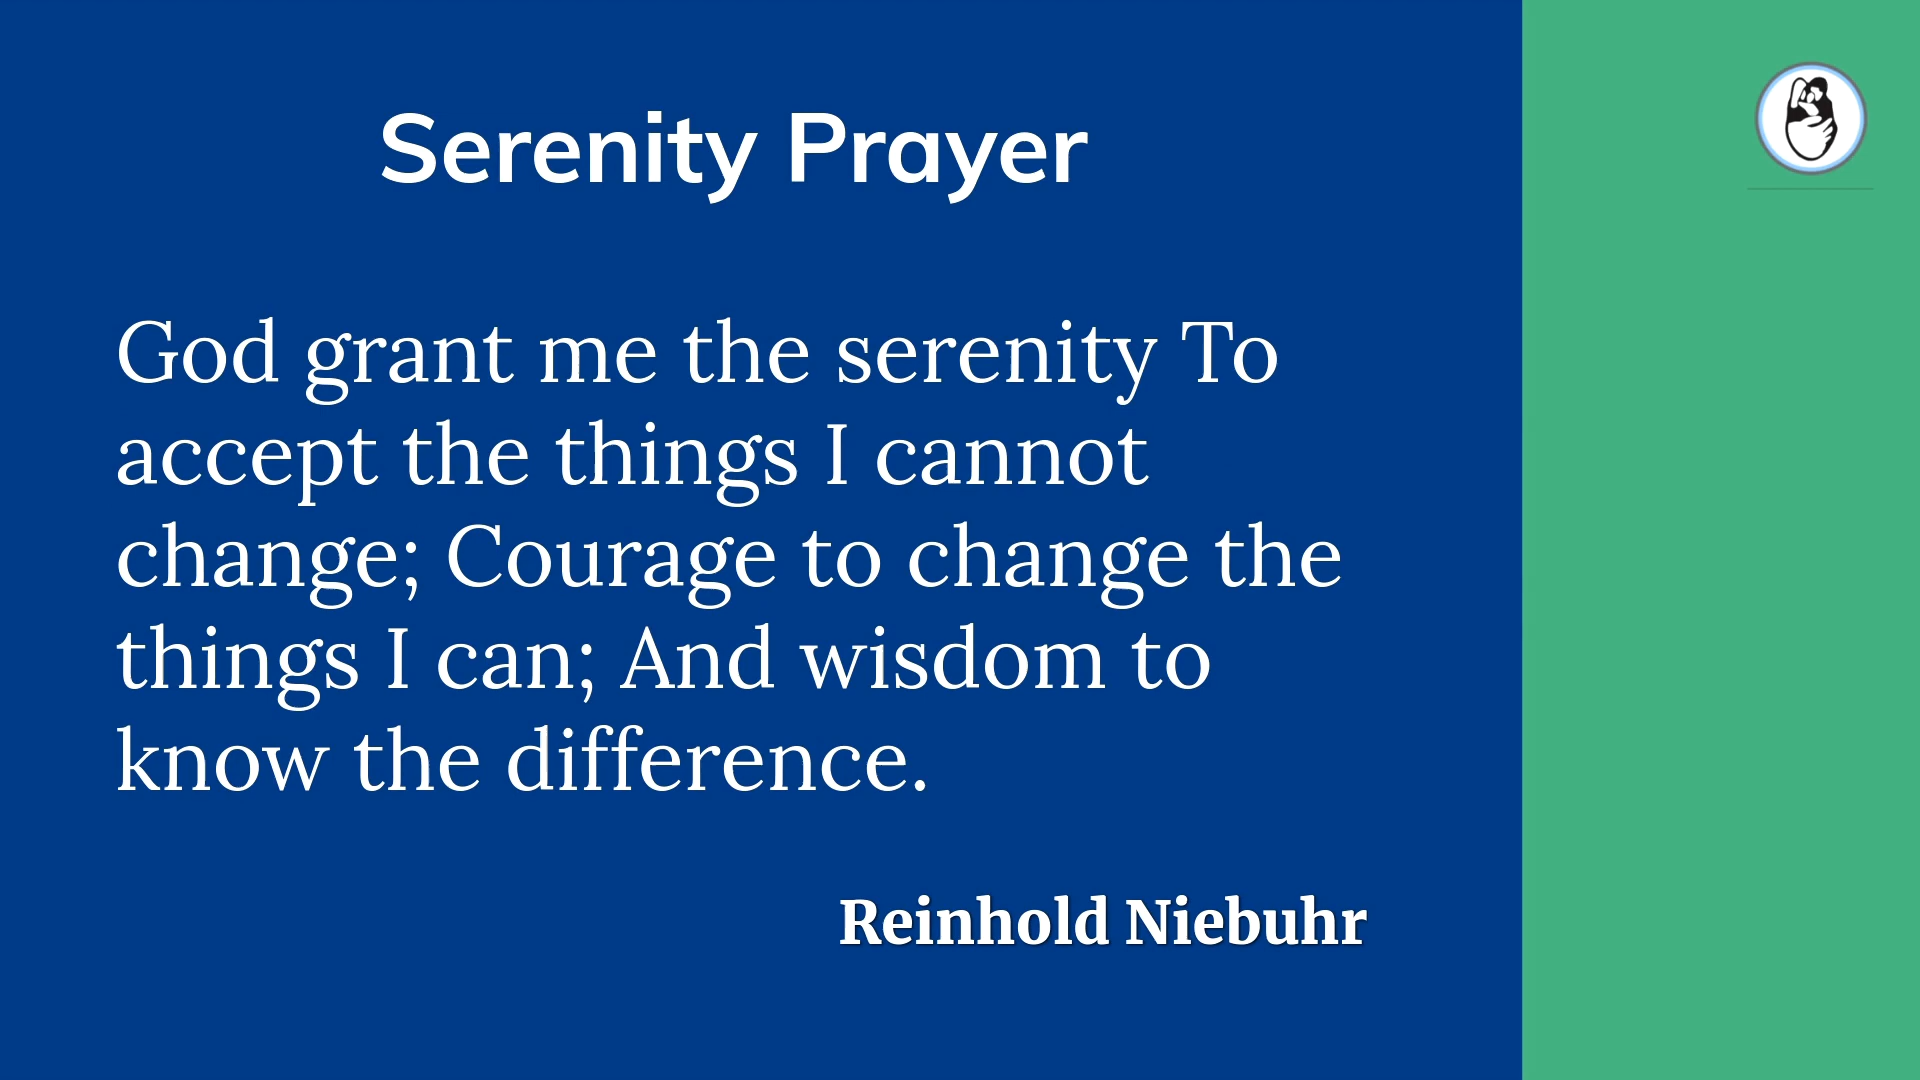 Serenity Prayer
God grant me the serenity To
accept the things I cannot
change; Courage to change the
things I can; And wisdom to
know the difference.
Reinhold Niebuhr